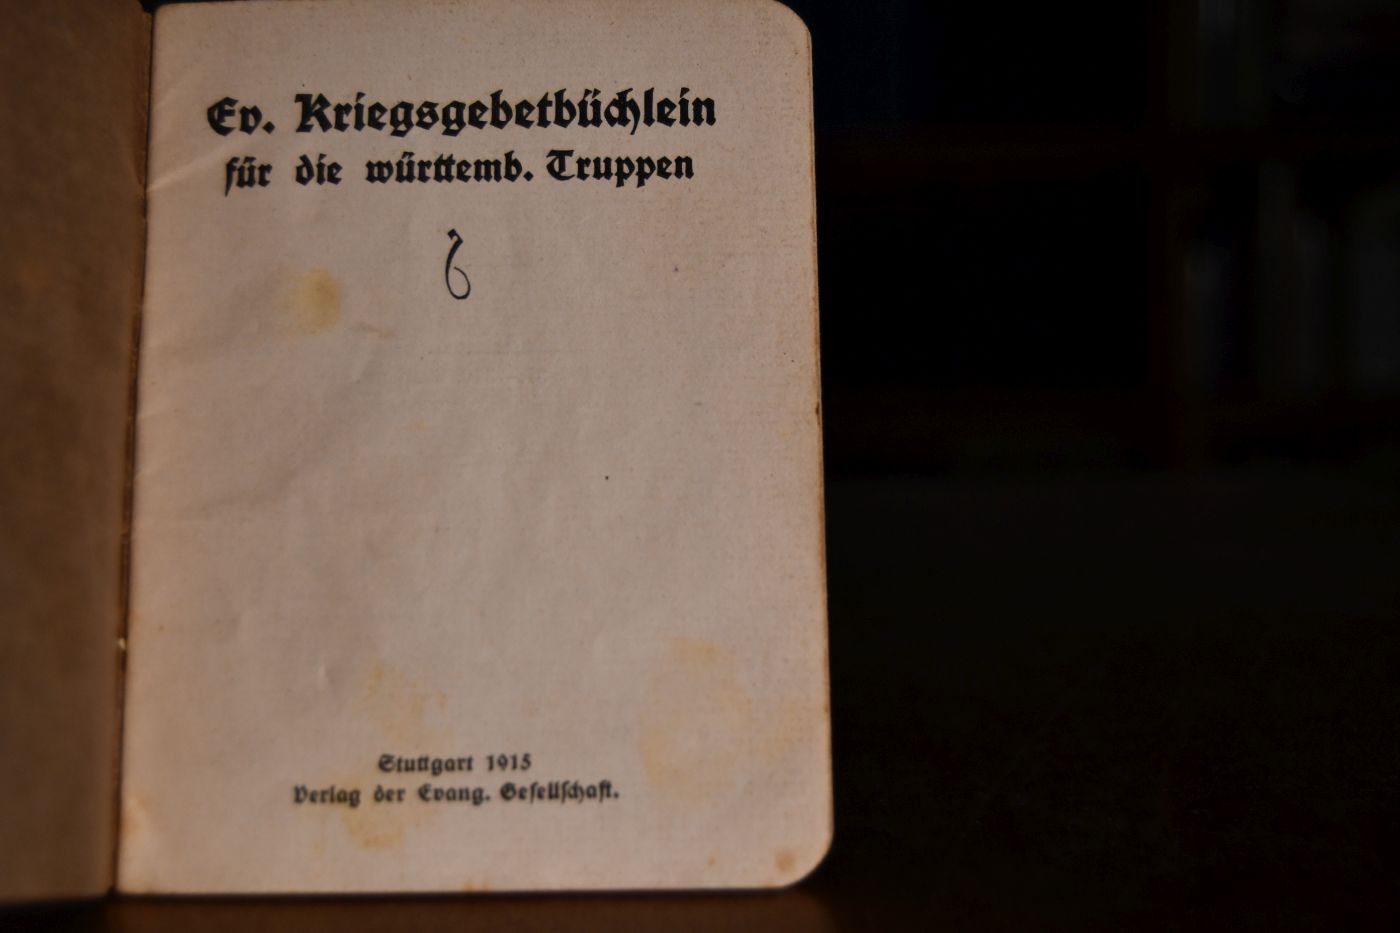 Ev. Kriegsgebetbüchlein
für die württemb. Truppen
6
Stuttgart 1915
Verlag der Evang. Gesellschaft.